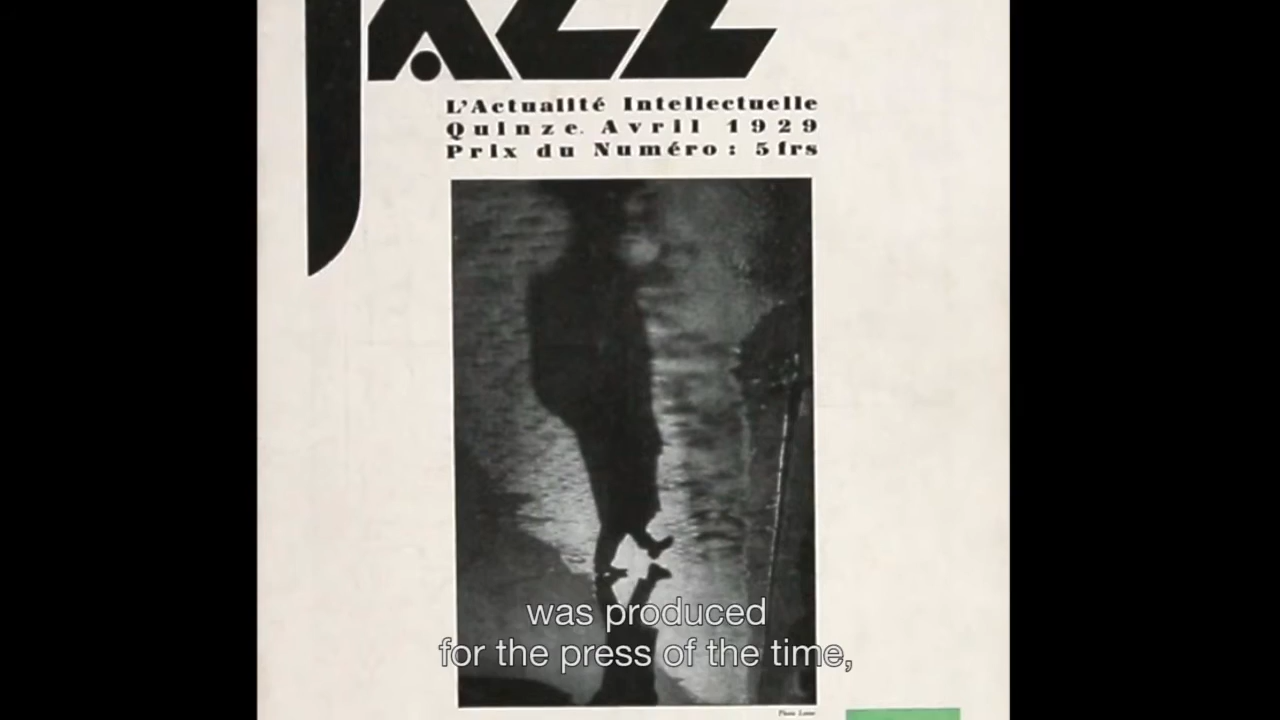 JAZZ
L'Actualité Intellectuelle
Quinze. Avril 1929
Prix du Numéro: 5 frs
was produced
for the press of the time,